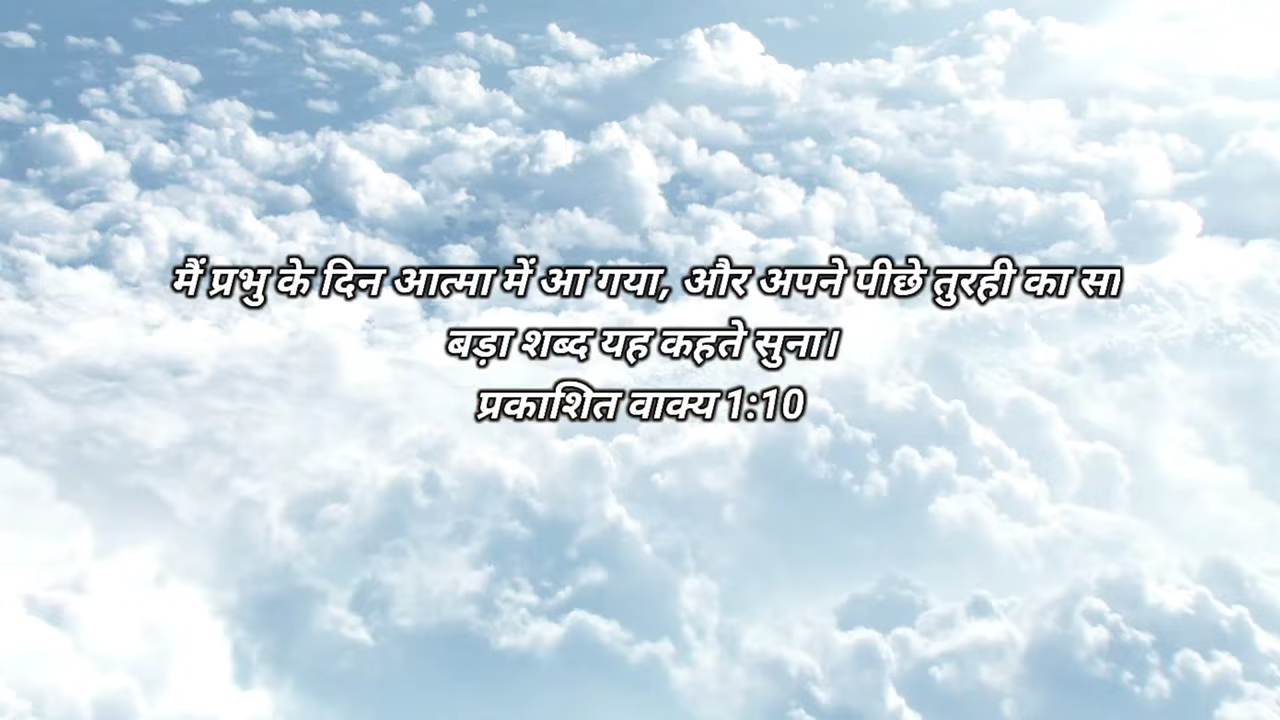 मैं प्रभु के दिन आत्मा में आ गया, और अपने पीछे तुरही का सा
बड़ा शब्द यह कहते सुना।
प्रकाशित वाक्य 1:10